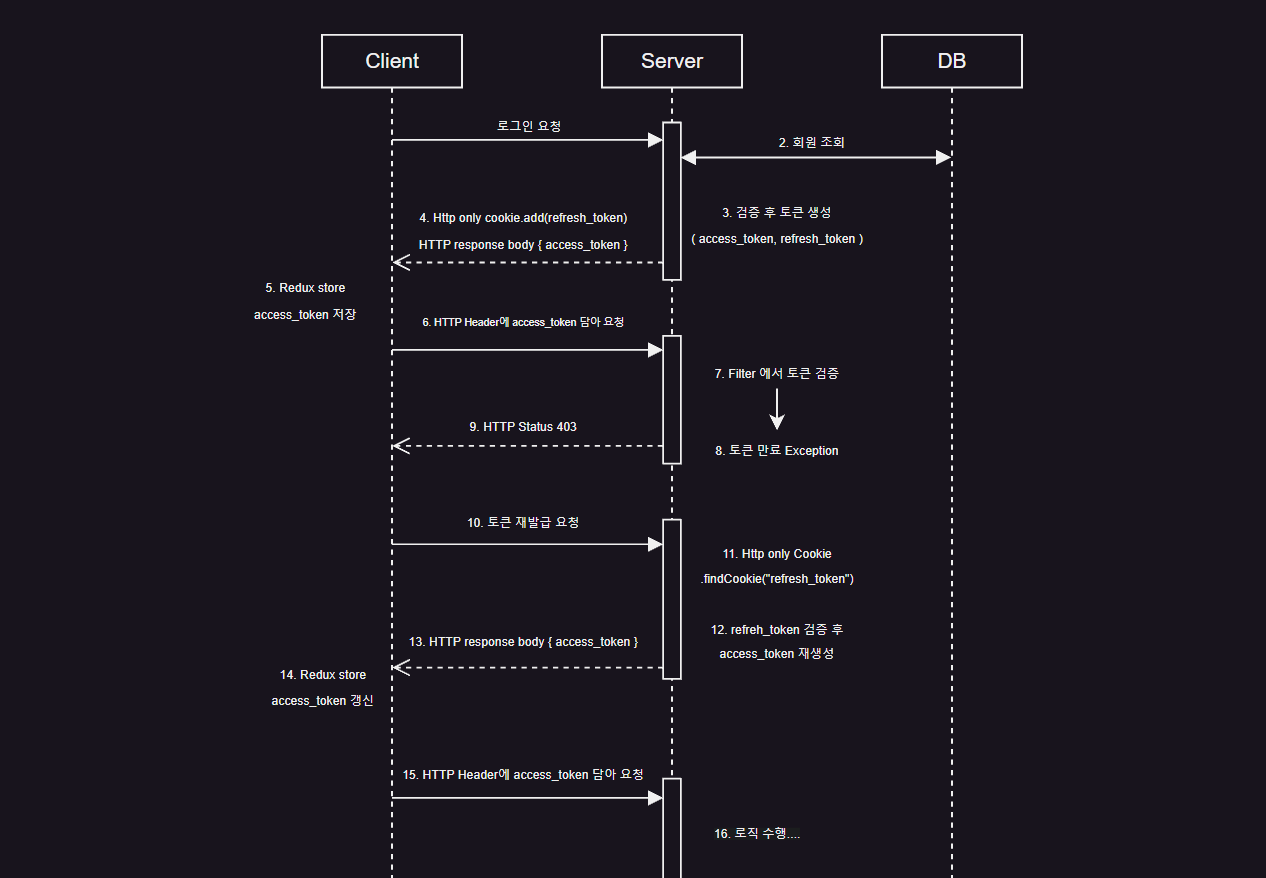 Client
Server
DB
로그인 요청
2. 회원 조회
3. 검증 후 토큰 생성
( access_token, refresh_token )
4. Http only cookie.add(refresh_token)
HTTP response body { access_token }
5. Redux store
access_token 저장
6. HTTP Header에 access_token 담아 요청
7. Filter 에서 토큰 검증
8. 토큰 만료 Exception
9. HTTP Status 403
10. 토큰 재발급 요청
11. Http only Cookie
.findCookie("refresh_token")
12. refreh_token 검증 후
access_token 재생성
13. HTTP response body { access_token }
14. Redux store
access_token 갱신
15. HTTP Header에 access_token 담아 요청
16. 로직 수행....